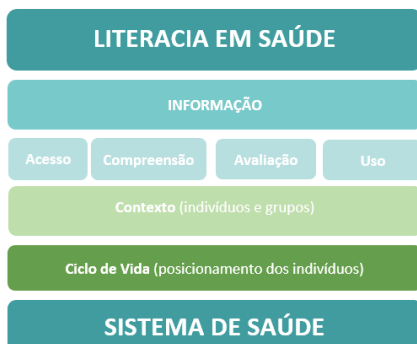 LITERACIA EM SAÚDE
INFORMAÇÃO
Acesso Compreensão Avaliação Uso
Contexto (indivíduos e grupos)
Ciclo de Vida (posicionamento dos indivíduos)
SISTEMA DE SAÚDE